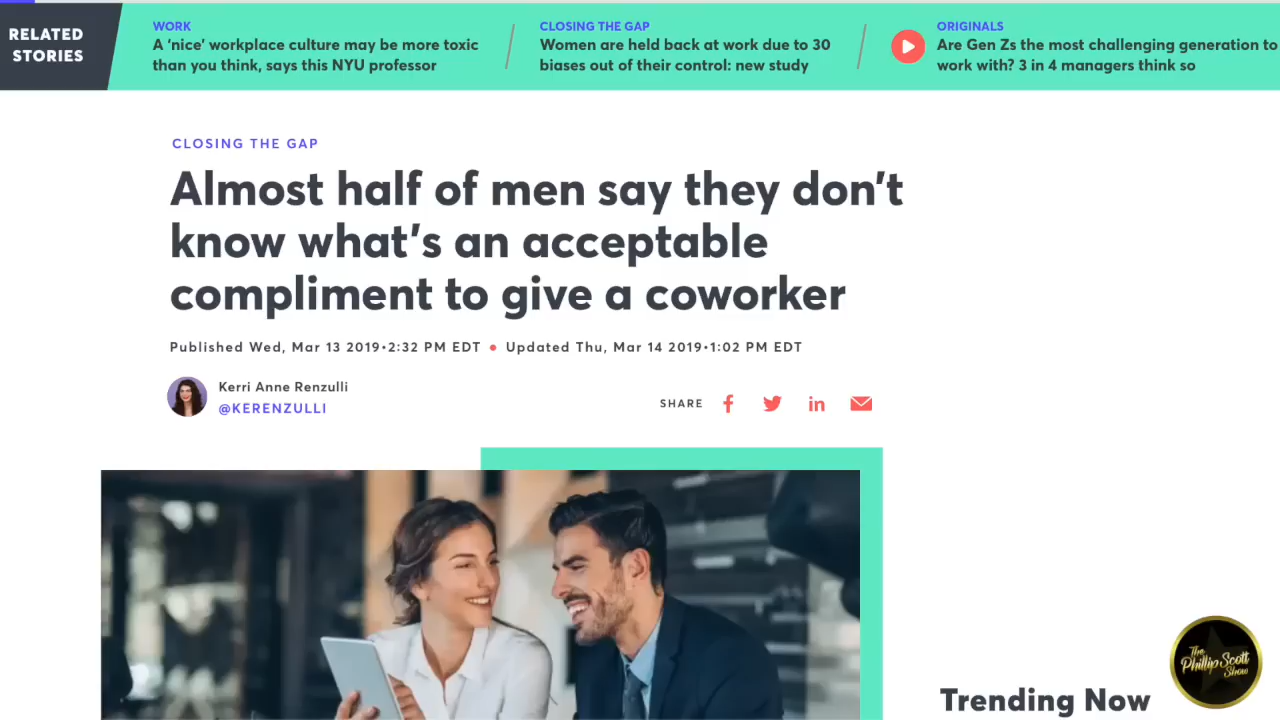 RELATED
STORIES
WORK
A ‘nice’ workplace culture may be more toxic
than you think, says this NYU professor
CLOSING THE GAP
Women are held back at work due to 30
biases out of their control: new study
ORIGINALS
Are Gen Zs the most challenging generation to
work with? 3 in 4 managers think so
CLOSING THE GAP
Almost half of men say they don’t
know what’s an acceptable
compliment to give a coworker
Published Wed, Mar 13 2019•2:32 PM EDT • Updated Thu, Mar 14 2019•1:02 PM EDT
Kerri Anne Renzulli
@KERENZULLI
SHARE
Trending Now
The
Phillip Scott
Show